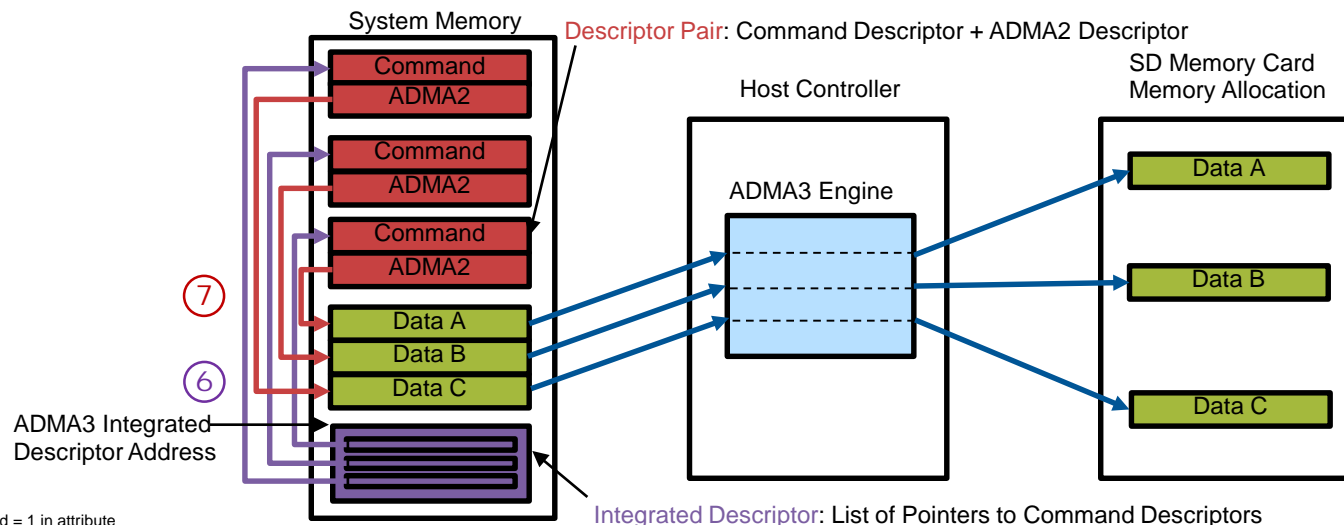 System Memory
Descriptor Pair: Command Descriptor + ADMA2 Descriptor
Command
ADMA2
Command
ADMA2
Command
ADMA2
7
Data A
Data B
6
Data C
ADMA3 Integrated
Descriptor Address
Host Controller
ADMA3 Engine
SD Memory Card
Memory Allocation
Data A
Data B
Data C
d = 1 in attribute
Integrated Descriptor: List of Pointers to Command Descriptors